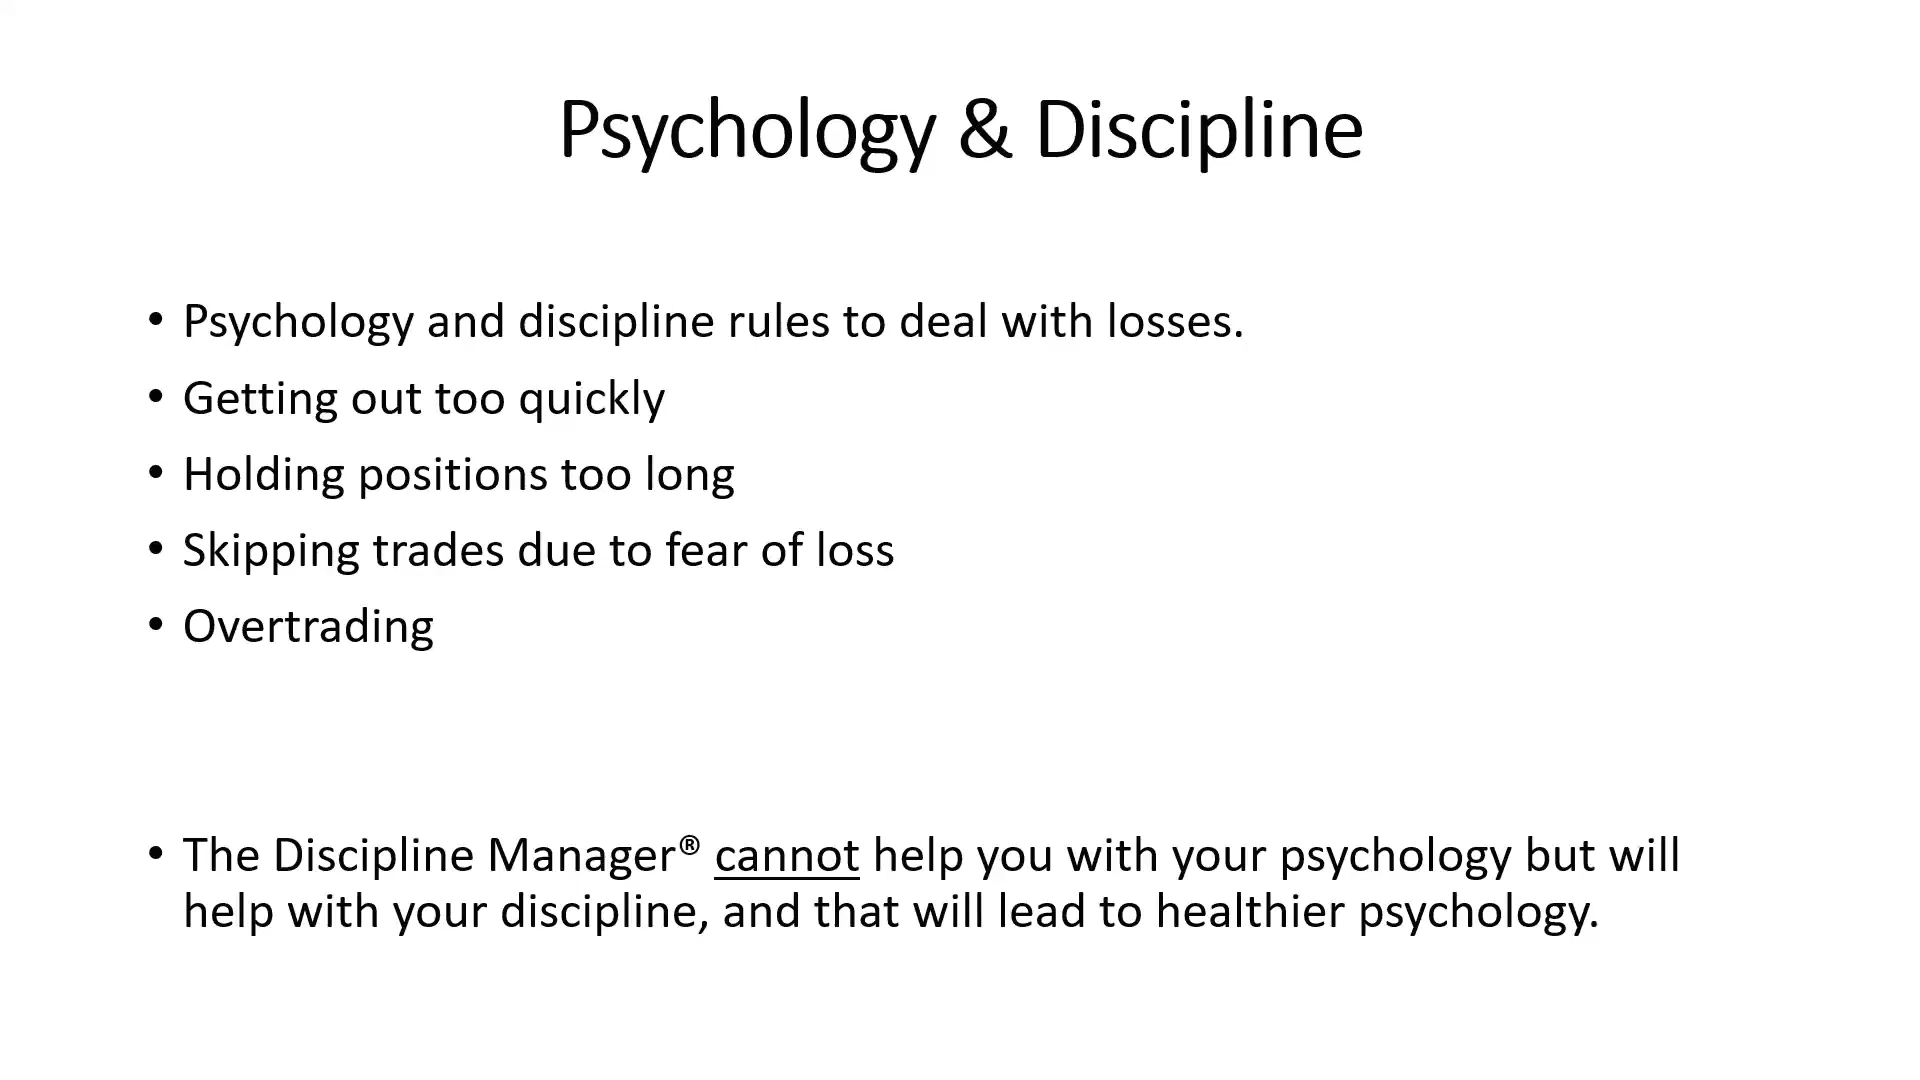 Psychology & Discipline
• Psychology and discipline rules to deal with losses.
• Getting out too quickly
• Holding positions too long
• Skipping trades due to fear of loss
• Overtrading
• The Discipline Manager® cannot help you with your psychology but will
help with your discipline, and that will lead to healthier psychology.